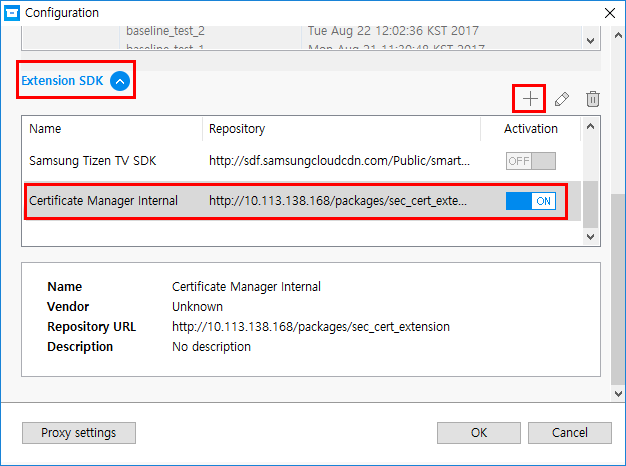 Configuration
baseline_test_2 Tue Aug 22 12:02:36 KST 2017
baseline_test_1 Mon Aug 21 11:30:48 KST 2017
Extension SDK
Name Repository Activation
Samsung Tizen TV SDK http://sdf.samsungcloudcdn.com/Public/smart... OFF
Certificate Manager Internal http://10.113.138.168/packages/sec_cert_exte... ON
Name Certificate Manager Internal
Vendor Unknown
Repository URL http://10.113.138.168/packages/sec_cert_extension
Description No description
Proxy settings OK Cancel